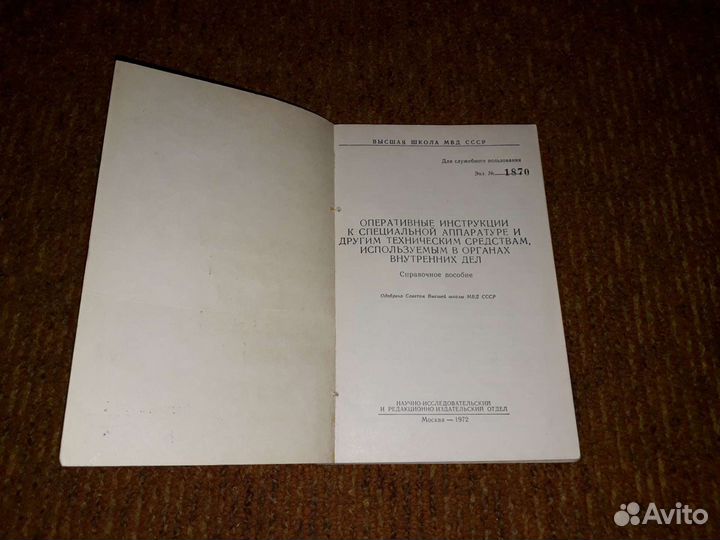 ВЫСШАЯ ШКОЛА МВД СССР
Для служебного пользования
Экз №. 1870
ОПЕРАТИВНЫЕ ИНСТРУКЦИИ
К СПЕЦИАЛЬНОЙ АППАРАТУРЕ И
ДРУГИМ ТЕХНИЧЕСКИМ СРЕДСТВАМ,
ИСПОЛЬЗУЕМЫМ В ОРГАНАХ
ВНУТРЕННИХ ДЕЛ
Справочное пособие
Одобрено Советом Высшей школы МВД СССР
НАУЧНО-ИССЛЕДОВАТЕЛЬСКИЙ
И РЕДАКЦИОННО-ИЗДАТЕЛЬСКИЙ ОТДЕЛ
Москва — 1972
Avito